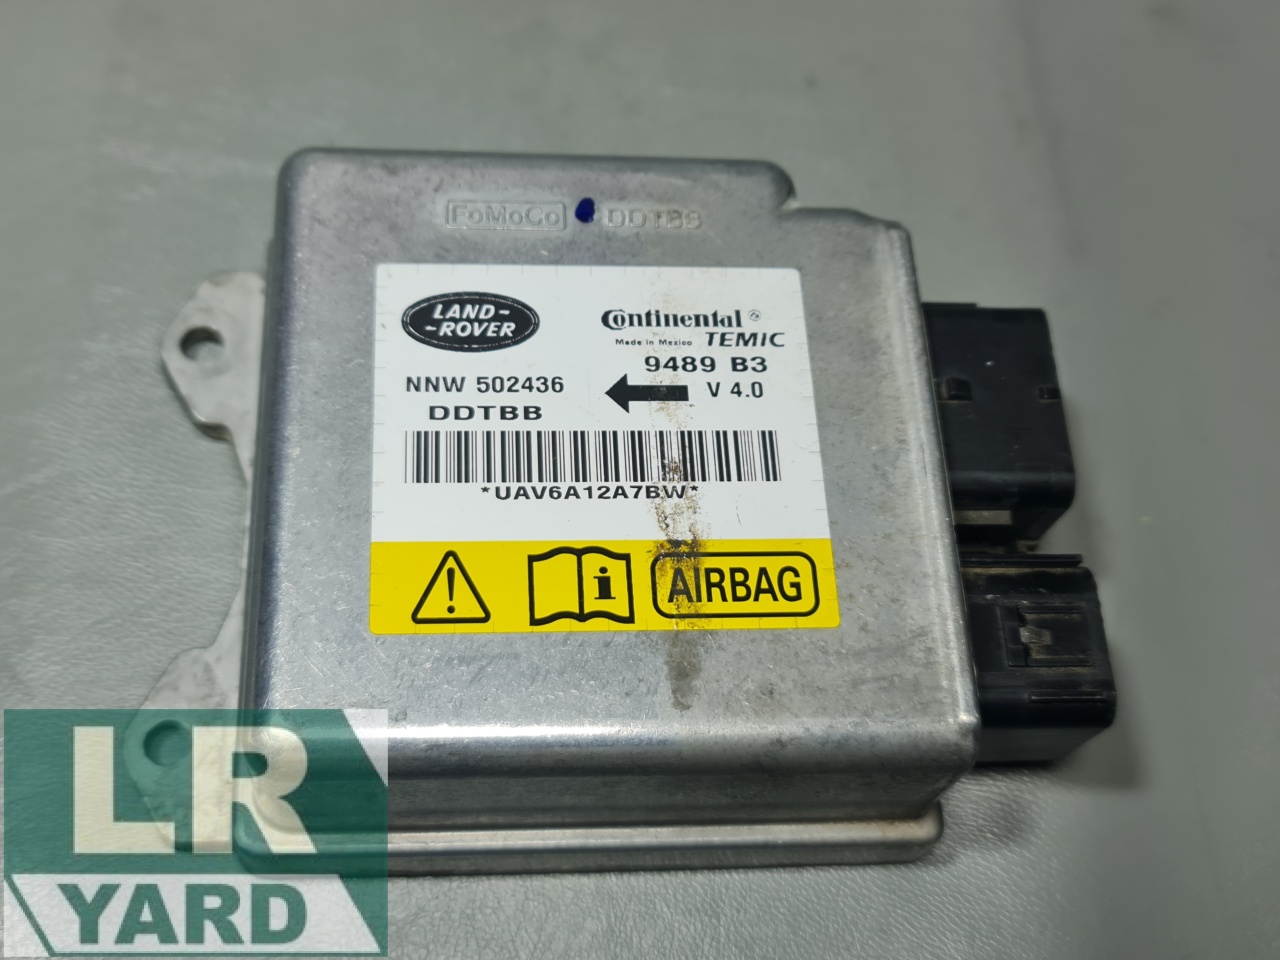 FoMoCo DDTBB
LAND-
-ROVER
Continental®
Made in Mexico TEMIC
9489 B3
NNW 502436
V 4.0
DDTBB
*UAV6A12A7BW*
AIRBAG
LR
YARD